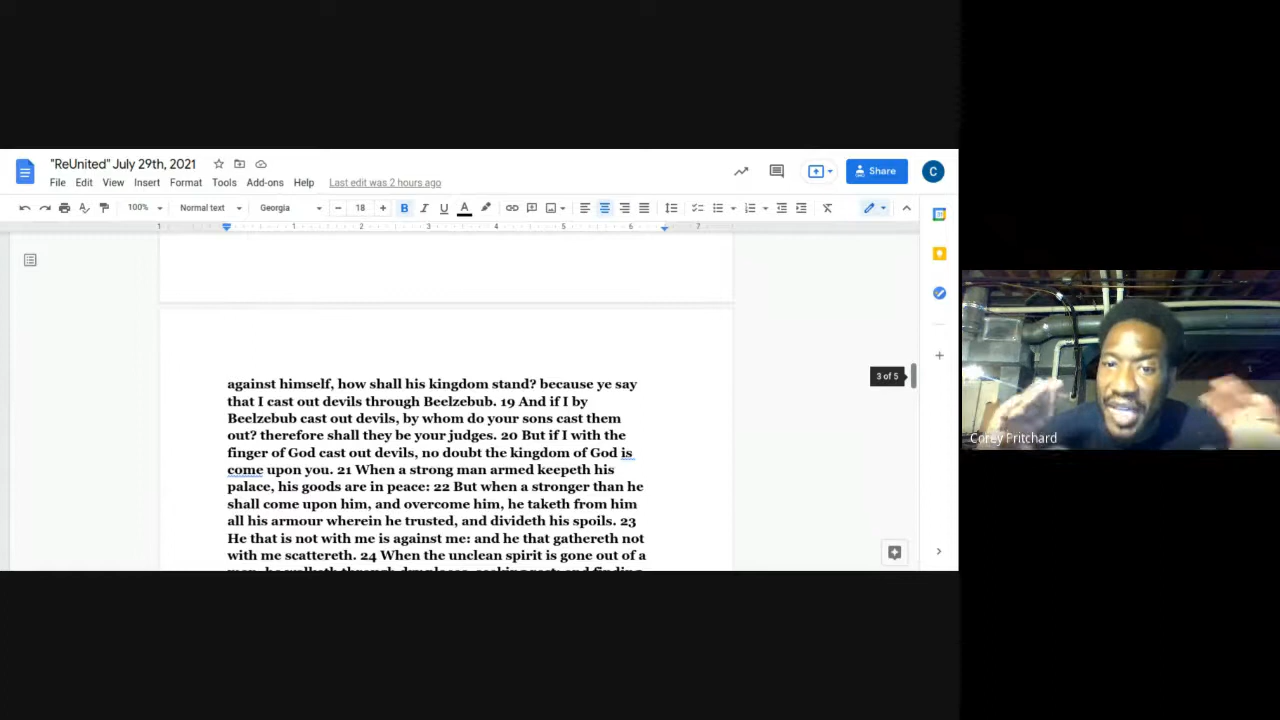 "ReUnited" July 29th, 2021
File Edit View Insert Format Tools Add-ons Help Last edit was 2 hours ago
Share
C
100% Normal text Georgia 18 B I U A
1 1 2 3 4 5 6 7
3 of 5
against himself, how shall his kingdom stand? because ye say
that I cast out devils through Beelzebub. 19 And if I by
Beelzebub cast out devils, by whom do your sons cast them
out? therefore shall they be your judges. 20 But if I with the
finger of God cast out devils, no doubt the kingdom of God is
come upon you. 21 When a strong man armed keepeth his
palace, his goods are in peace: 22 But when a stronger than he
shall come upon him, and overcome him, he taketh from him
all his armour wherein he trusted, and divideth his spoils. 23
He that is not with me is against me: and he that gathereth not
with me scattereth. 24 When the unclean spirit is gone out of a
Corey Pritchard